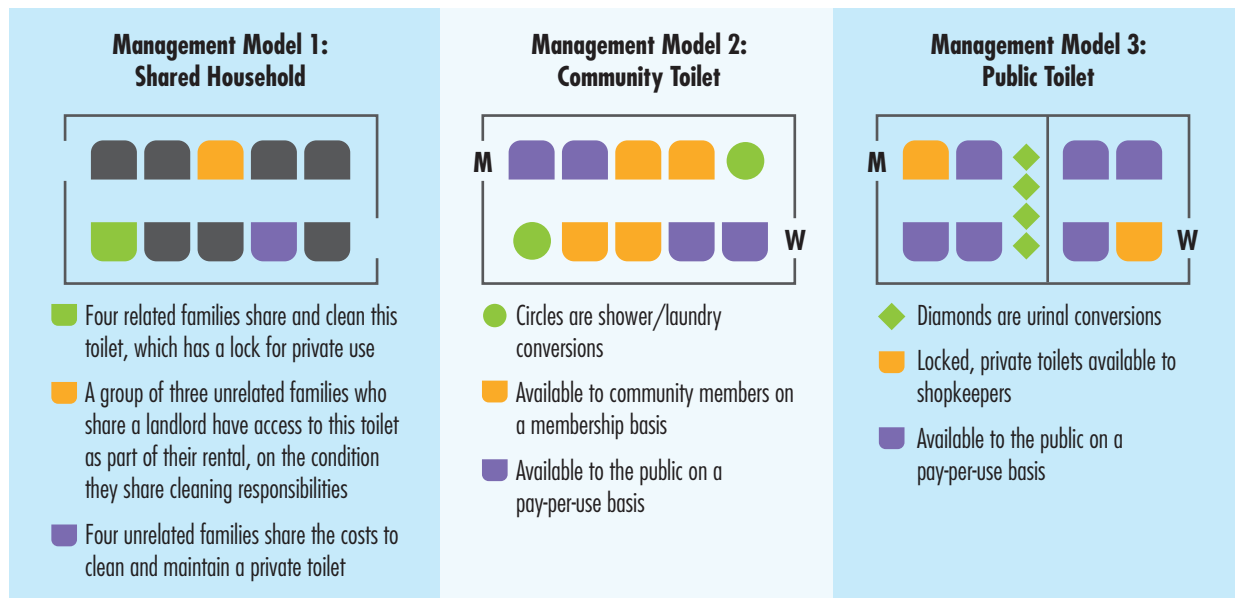 Management Model 1:
Shared Household
Four related families share and clean this
toilet, which has a lock for private use
A group of three unrelated families who
share a landlord have access to this toilet
as part of their rental, on the condition
they share cleaning responsibilities
Four unrelated families share the costs to
clean and maintain a private toilet
Management Model 2:
Community Toilet
M
W
Circles are shower/laundry
conversions
Available to community members on
a membership basis
Available to the public on a
pay-per-use basis
Management Model 3:
Public Toilet
M
W
Diamonds are urinal conversions
Locked, private toilets available to
shopkeepers
Available to the public on a
pay-per-use basis